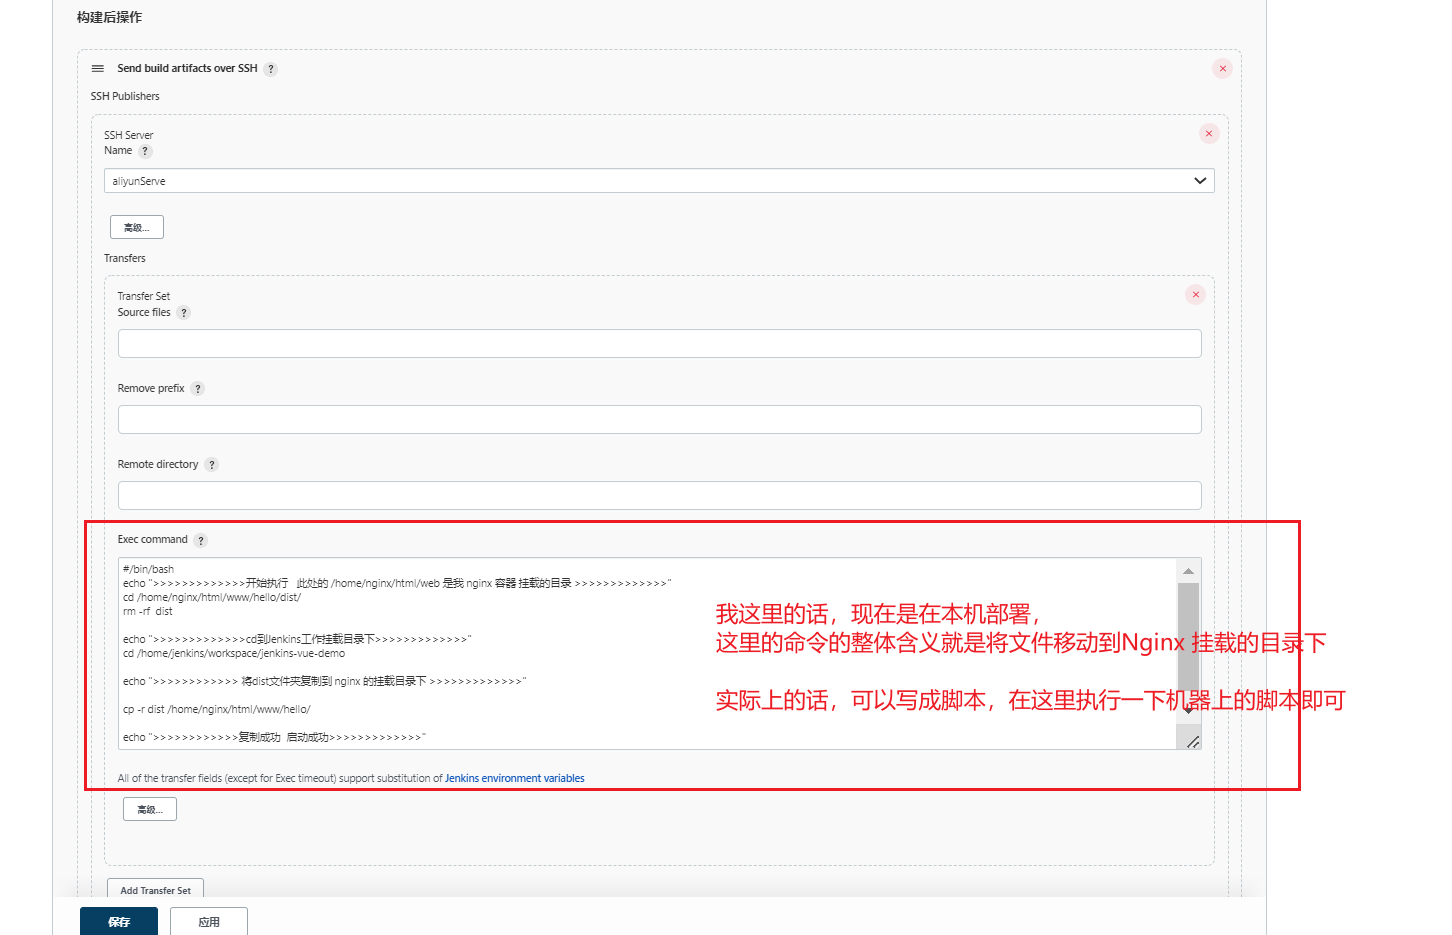 构建后操作
Send build artifacts over SSH ?
SSH Publishers
SSH Server
Name ?
aliyunServe
高级...
Transfers
Transfer Set
Source files ?
Remove prefix ?
Remote directory ?
Exec command ?
#/bin/bash
echo ">>>>>>>>>>>>>开始执行   此处的 /home/nginx/html/web 是我 nginx 容器 挂载的目录 >>>>>>>>>>>>>"
cd /home/nginx/html/www/hello/dist/
rm -rf  dist
echo ">>>>>>>>>>>>>cd到Jenkins工作挂载目录下>>>>>>>>>>>>>"
cd /home/jenkins/workspace/jenkins-vue-demo
echo ">>>>>>>>>>>> 将dist文件夹复制到 nginx 的挂载目录下 >>>>>>>>>>>>>"
cp -r dist /home/nginx/html/www/hello/
echo ">>>>>>>>>>>>复制成功  启动成功>>>>>>>>>>>>>"
我这里的话，现在是在本机部署，
这里的命令的整体含义就是将文件移动到Nginx 挂载的目录下
实际上的话，可以写成脚本，在这里执行一下机器上的脚本即可
All of the transfer fields (except for Exec timeout) support substitution of Jenkins environment variables
高级...
Add Transfer Set
保存
应用